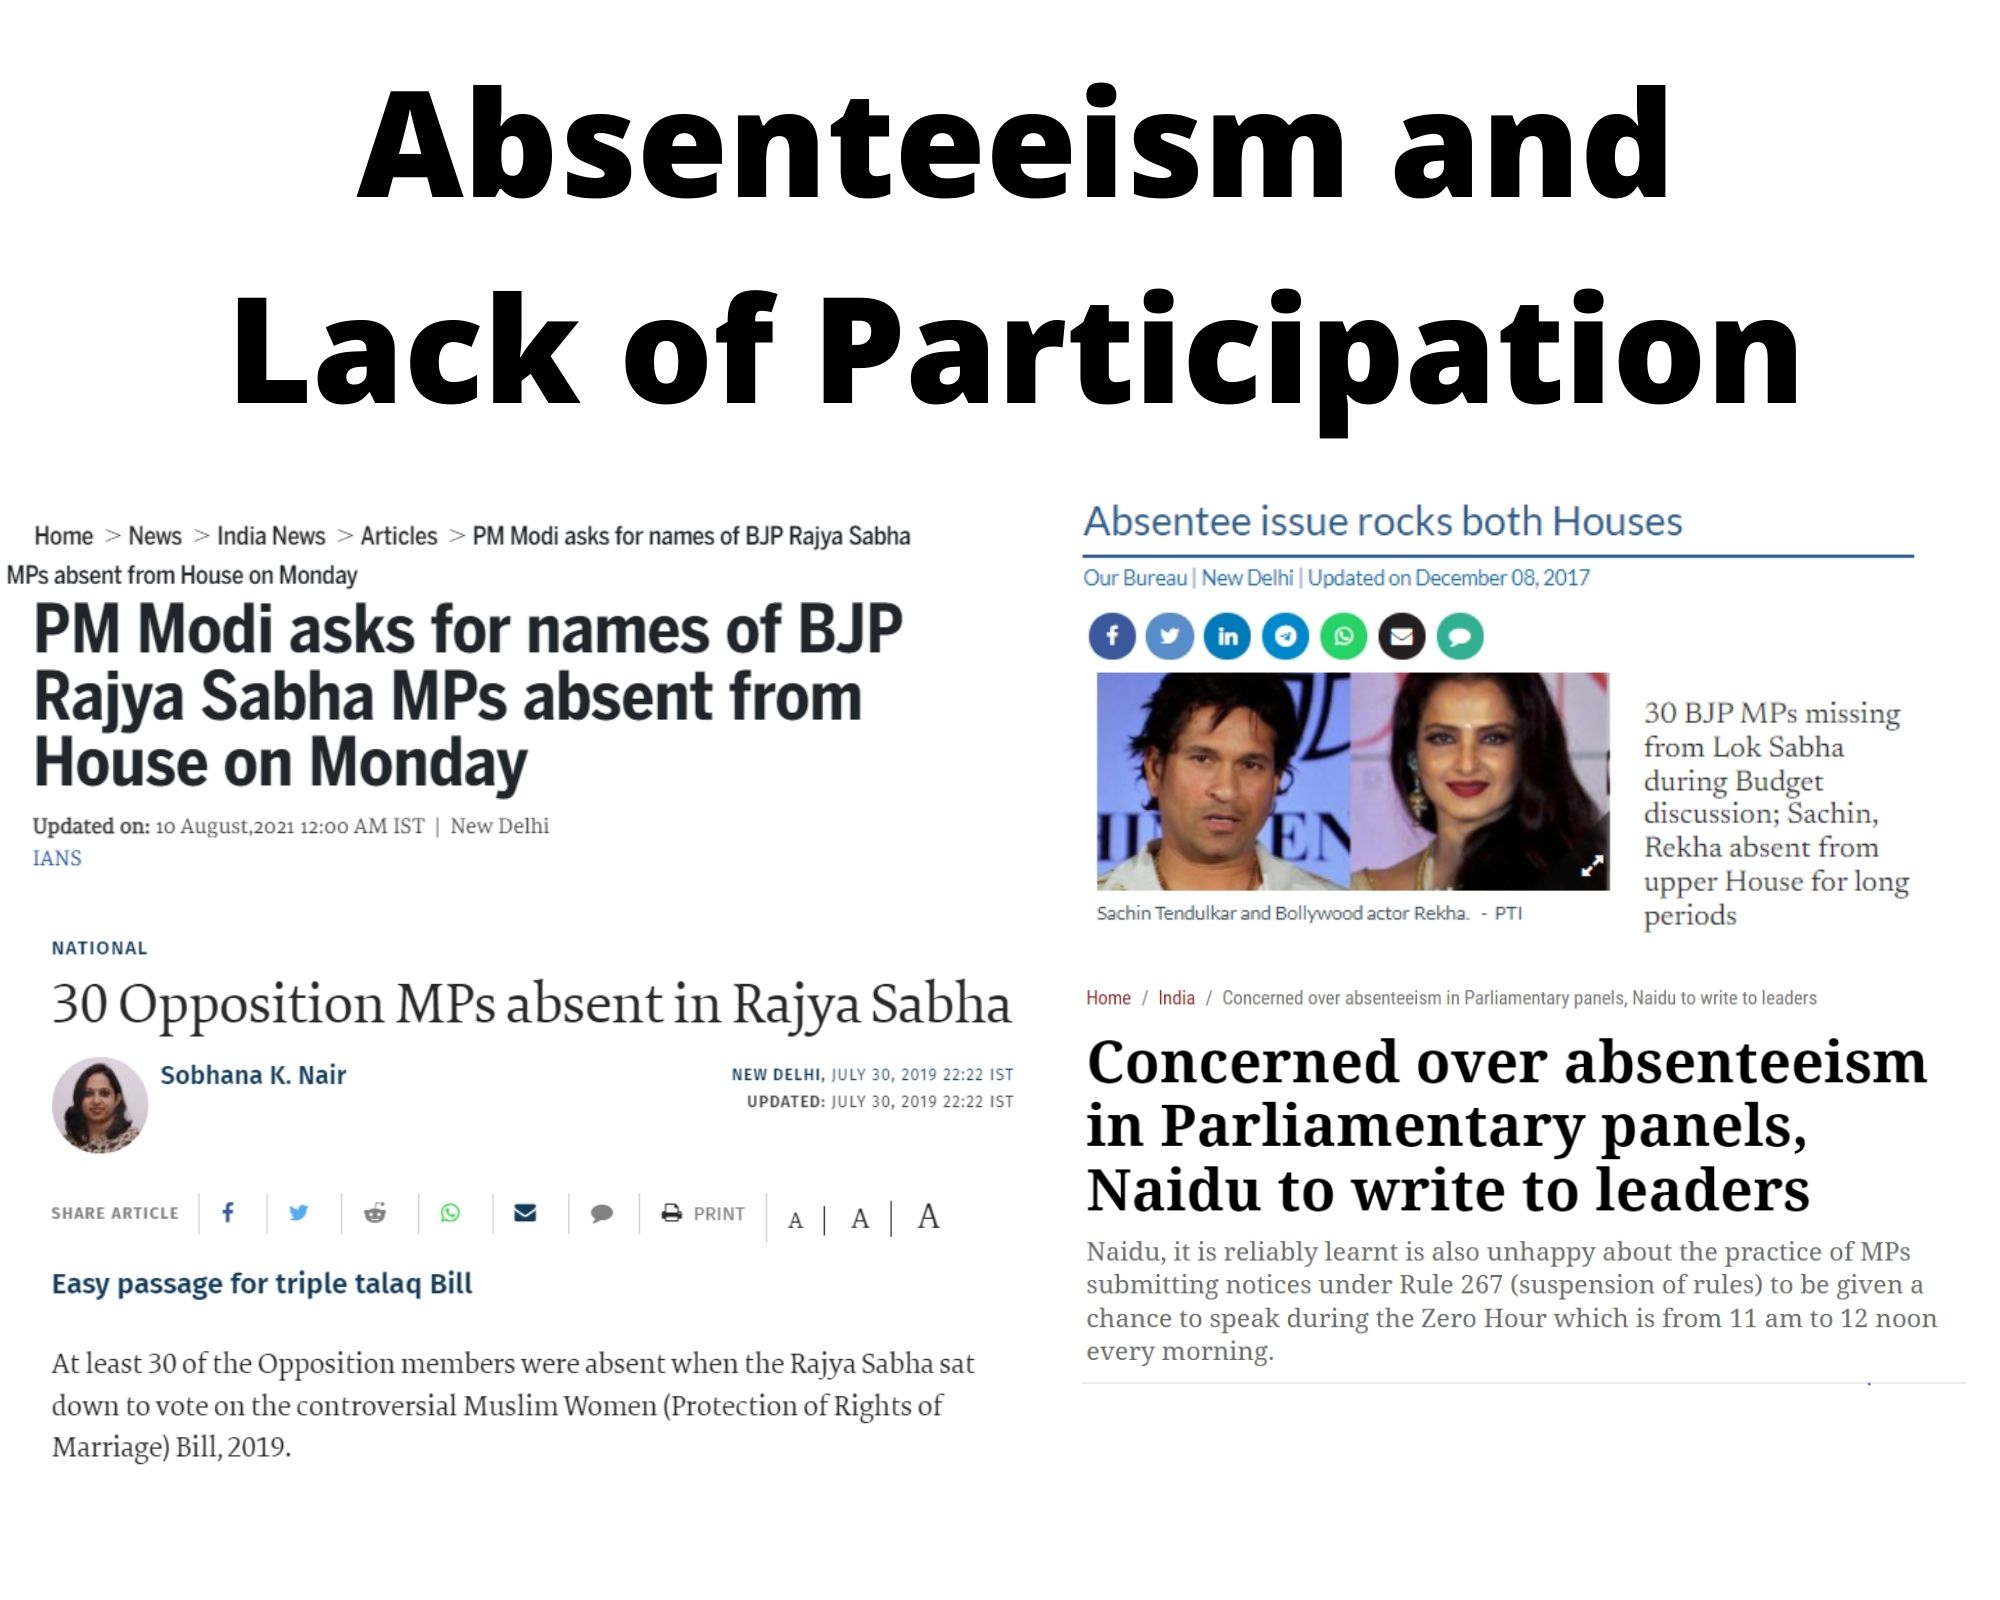 Absenteeism and
Lack of Participation
Home > News > India News > Articles > PM Modi asks for names of BJP Rajya Sabha
MPs absent from House on Monday
PM Modi asks for names of BJP
Rajya Sabha MPs absent from
House on Monday
Updated on: 10 August,2021 12:00 AM IST | New Delhi
IANS
NATIONAL
30 Opposition MPs absent in Rajya Sabha
Sobhana K. Nair
NEW DELHI, JULY 30, 2019 22:22 IST
UPDATED: JULY 30, 2019 22:22 IST
SHARE ARTICLE
PRINT
A | A | A
Easy passage for triple talaq Bill
At least 30 of the Opposition members were absent when the Rajya Sabha sat
down to vote on the controversial Muslim Women (Protection of Rights of
Marriage) Bill, 2019.
Absentee issue rocks both Houses
Our Bureau | New Delhi | Updated on December 08, 2017
30 BJP MPs missing
from Lok Sabha
during Budget
discussion; Sachin,
Rekha absent from
upper House for long
periods
Sachin Tendulkar and Bollywood actor Rekha. - PTI
Home / India / Concerned over absenteeism in Parliamentary panels, Naidu to write to leaders
Concerned over absenteeism
in Parliamentary panels,
Naidu to write to leaders
Naidu, it is reliably learnt is also unhappy about the practice of MPs
submitting notices under Rule 267 (suspension of rules) to be given a
chance to speak during the Zero Hour which is from 11 am to 12 noon
every morning.